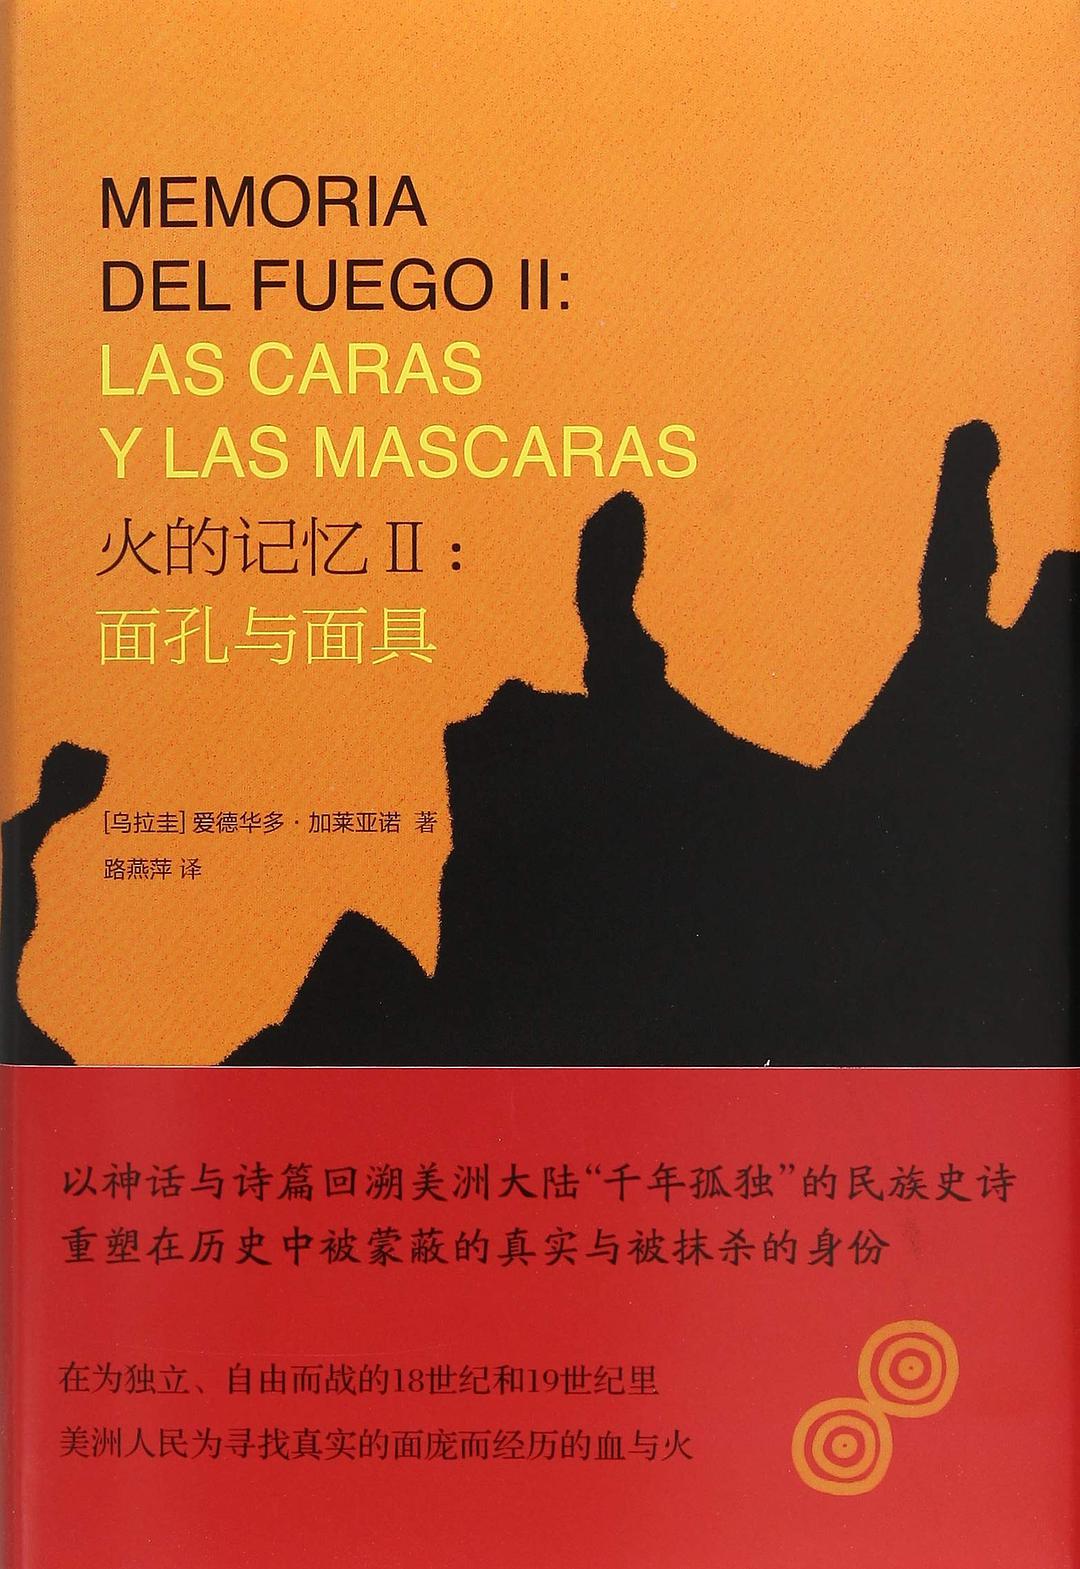 MEMORIA
DEL FUEGO II:
LAS CARAS
Y LAS MASCARAS
火的记忆Ⅱ：
面孔与面具
[乌拉圭] 爱德华多·加莱亚诺 著
路燕萍 译
以神话与诗篇回溯美洲大陆“千年孤独”的民族史诗
重塑在历史中被蒙蔽的真实与被抹杀的身份
在为独立、自由而战的18世纪和19世纪里
美洲人民为寻找真实的面庞而经历的血与火